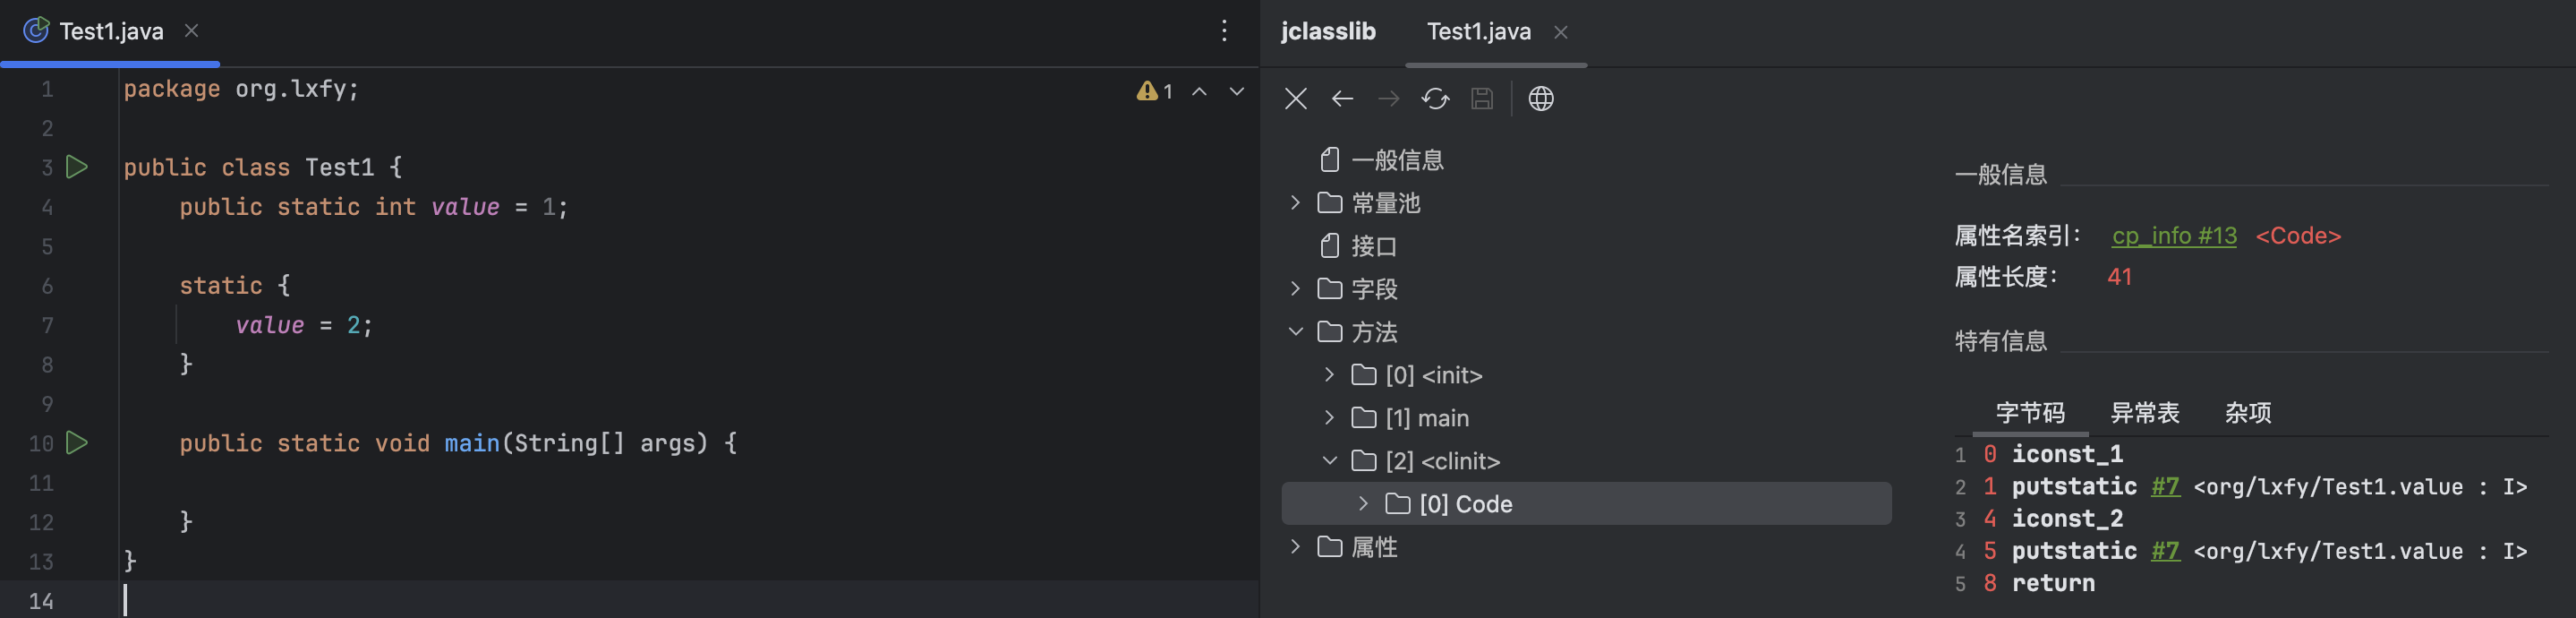 Test1.java
1 package org.lxfy;
1
2
3 public class Test1 {
4 public static int value = 1;
5
6 static {
7 value = 2;
8 }
9
10 public static void main(String[] args) {
11
12 }
13 }
14
jclasslib Test1.java
一般信息
常量池
接口
字段
方法
[0] <init>
[1] main
[2] <clinit>
[0] Code
属性
一般信息
属性名索引： cp_info #13 <Code>
属性长度： 41
特有信息
字节码 异常表 杂项
1 0 iconst_1
2 1 putstatic #7 <org/lxfy/Test1.value : I>
3 4 iconst_2
4 5 putstatic #7 <org/lxfy/Test1.value : I>
5 8 return